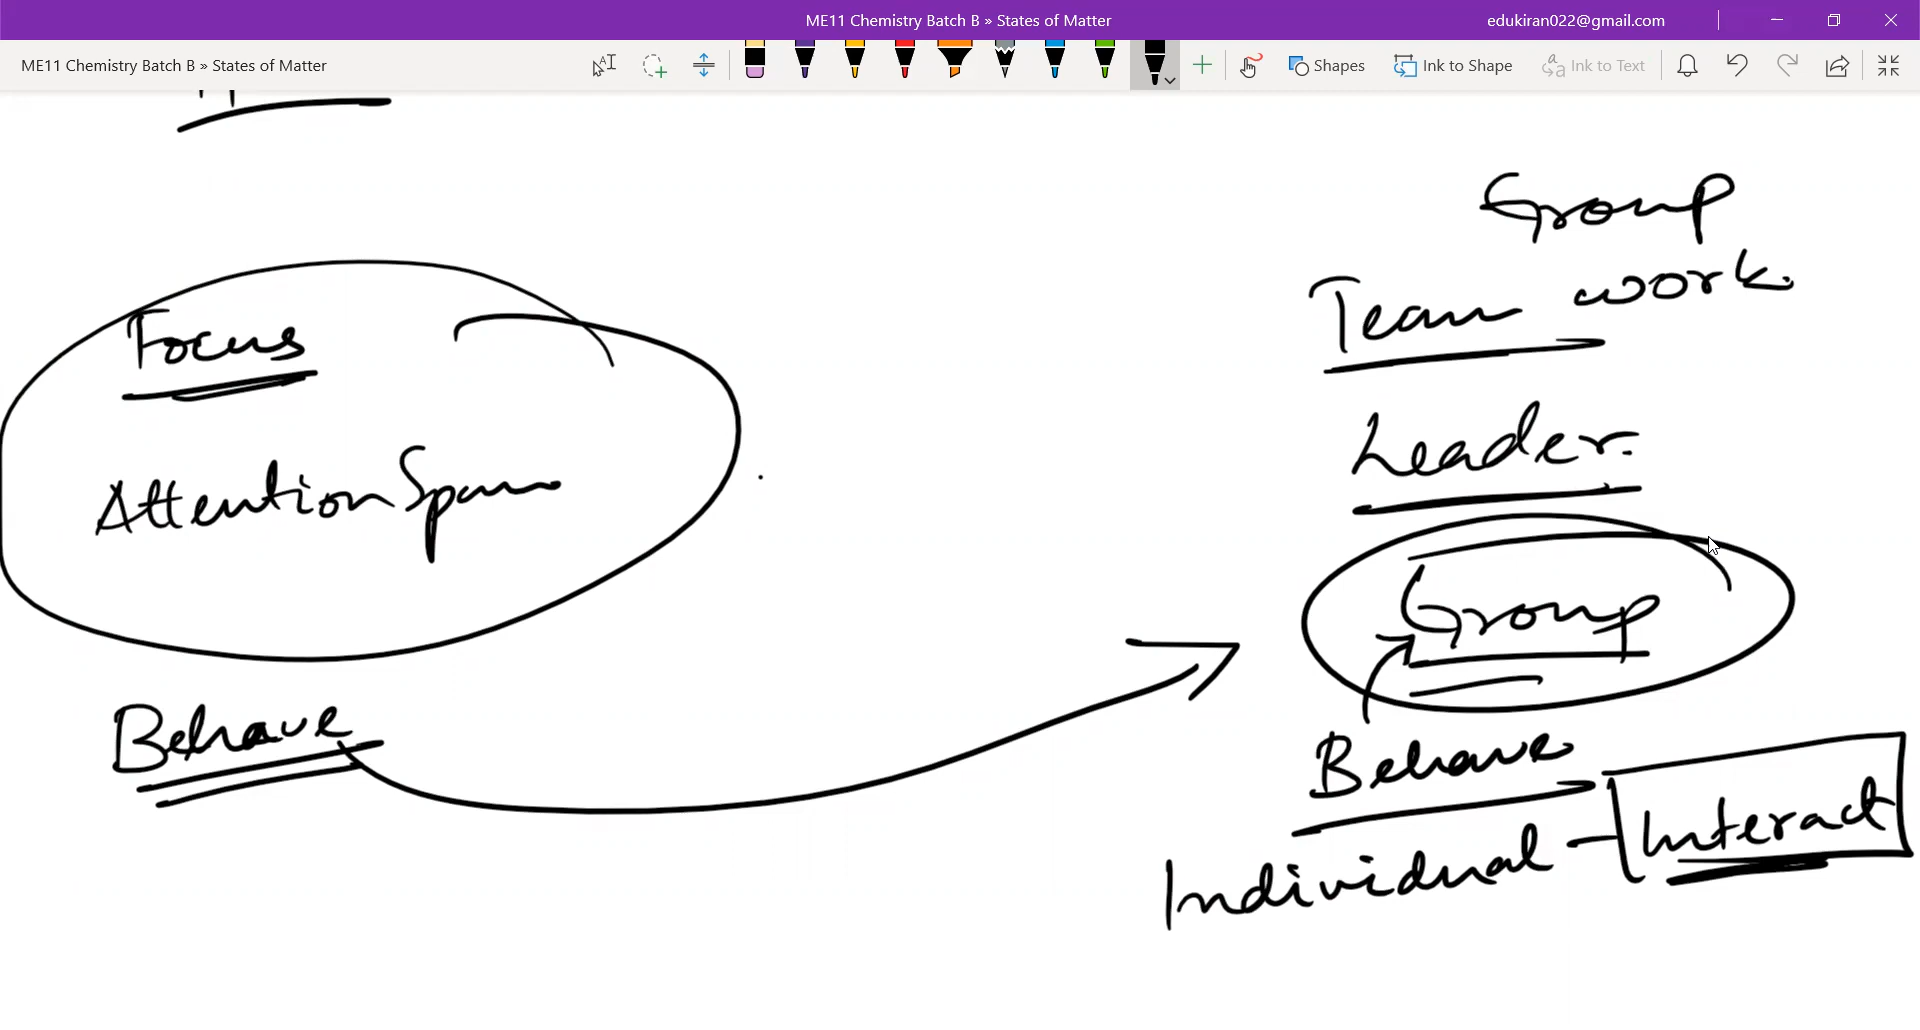 ME11 Chemistry Batch B » States of Matter
edukiran022@gmail.com
ME11 Chemistry Batch B » States of Matter
Shapes
Ink to Shape
Ink to Text
Group
Team work.
Focus
Leader.
Attention Span
Group
Behave
Behave
Individual - Interact